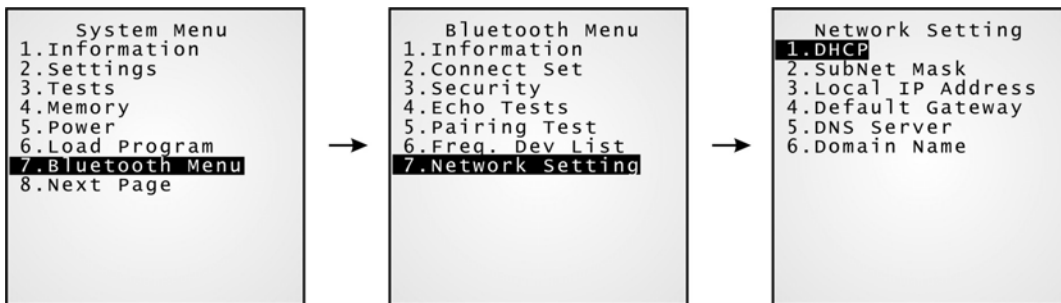 System Menu
1.Information
2.Settings
3.Tests
4.Memory
5.Power
6.Load Program
7.Bluetooth Menu
8.Next Page
Bluetooth Menu
1.Information
2.Connect Set
3.Security
4.Echo Tests
5.Pairing Test
6.Freq. Dev List
7.Network Setting
Network Setting
1.DHCP
2.SubNet Mask
3.Local IP Address
4.Default Gateway
5.DNS Server
6.Domain Name